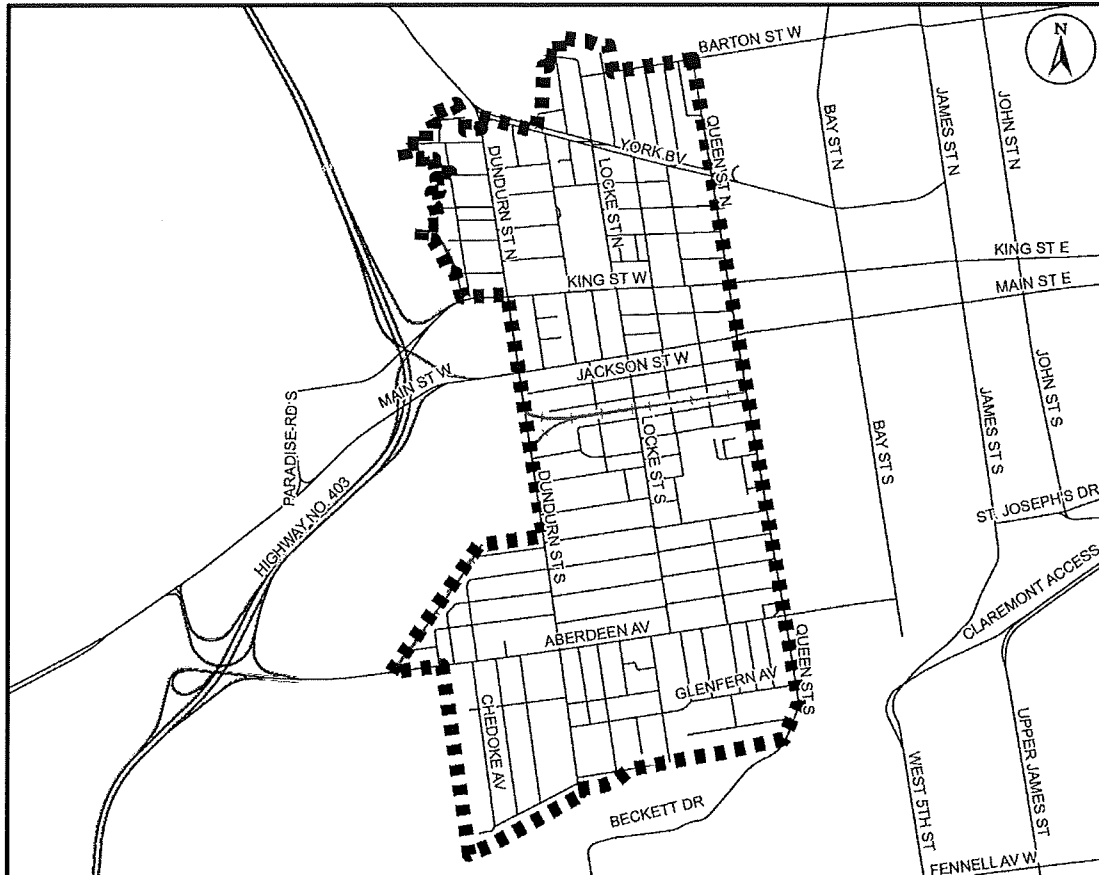 N
BARTON ST W
BAY ST N
JAMES ST N
JOHN ST N
QUEEN ST N
YORK BV
DUNDURN ST N
LOCKE ST N
KING ST E
KING ST W
MAIN ST E
JACKSON ST W
MAIN ST W
JOHN ST S
PARADISE RD S
LOCKE ST S
BAY ST S
JAMES ST S
HIGHWAY NO. 403
DUNDURN ST S
ST. JOSEPH'S DR
CLAREMONT ACCESS
ABERDEEN AV
QUEEN ST S
GLENFERN AV
CHEDOKE AV
UPPER JAMES ST
WEST 5TH ST
BECKETT DR
FENNELL AV W